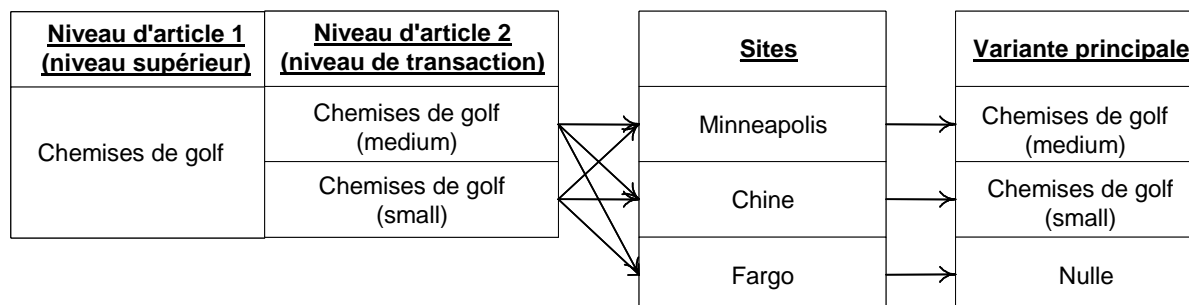 Niveau d'article 1
(niveau supérieur)
Niveau d'article 2
(niveau de transaction)
Sites
Variante principale
Chemises de golf
Chemises de golf
(medium)
Chemises de golf
(small)
Minneapolis
Chine
Fargo
Chemises de golf
(medium)
Chemises de golf
(small)
Nulle